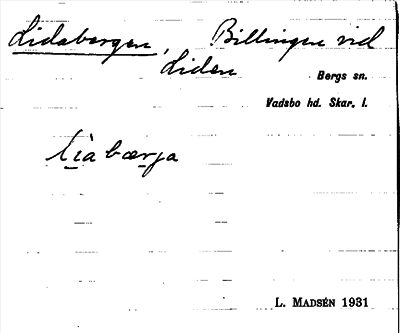 Lidabergen, Billingen vid
Liden
Bergs sn.
Vadsbo hd. Skar. l.
lìabærja
L. MADSÉN 1931